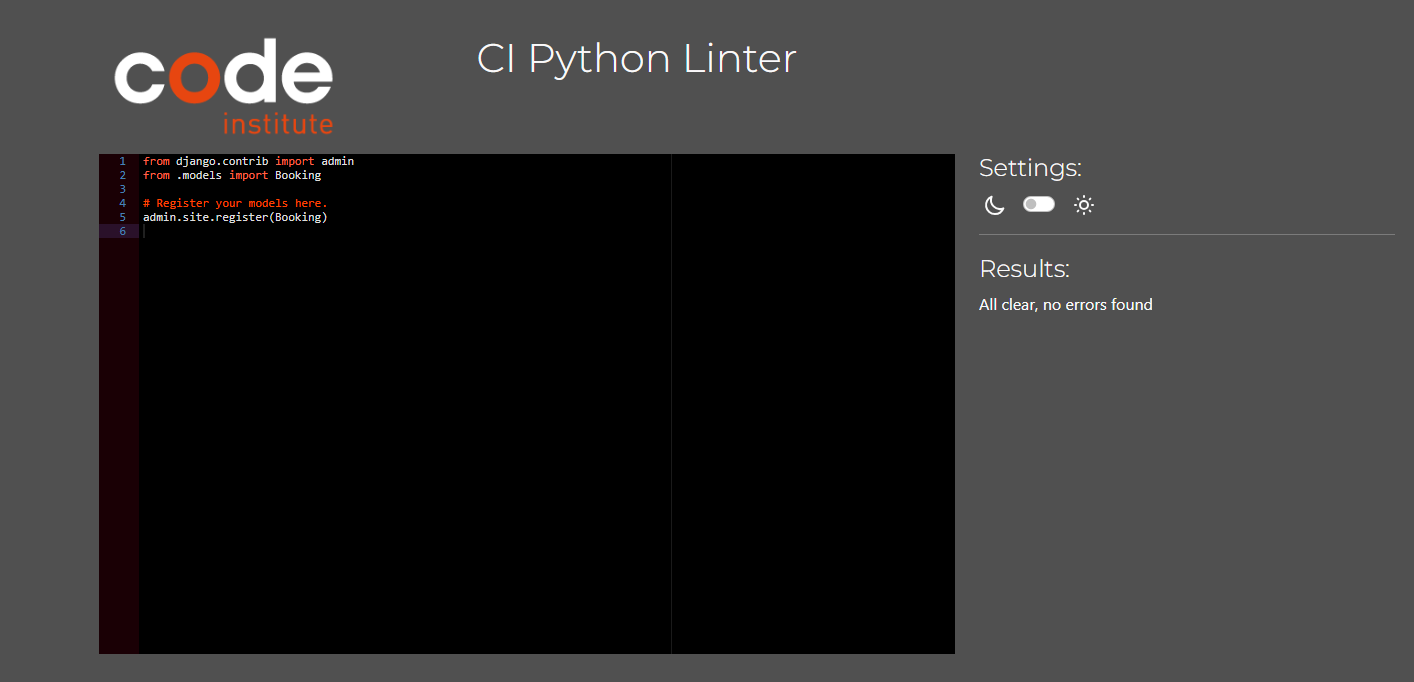 code
institute
CI Python Linter
1 from django.contrib import admin
2 from .models import Booking
3
4 # Register your models here.
5 admin.site.register(Booking)
6
Settings:
Results:
All clear, no errors found